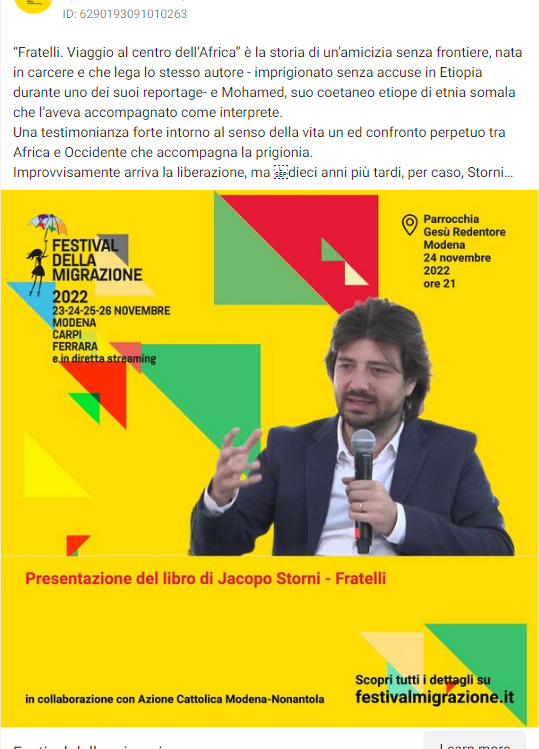 ID: 6290193091010263
“Fratelli. Viaggio al centro dell’Africa” è la storia di un’amicizia senza frontiere, nata
in carcere e che lega lo stesso autore - imprigionato senza accuse in Etiopia
durante uno dei suoi reportage- e Mohamed, suo coetaneo etiope di etnia somala
che l’aveva accompagnato come interprete.
Una testimonianza forte intorno al senso della vita un ed confronto perpetuo tra
Africa e Occidente che accompagna la prigionia.
Improvvisamente arriva la liberazione, ma dieci anni più tardi, per caso, Storni...
FESTIVAL
DELLA
MIGRAZIONE
2022
23-24-25-26 NOVEMBRE
MODENA
CARPI
FERRARA
e in diretta streaming
Parrocchia
Gesù Redentore
Modena
24 novembre
2022
ore 21
Presentazione del libro di Jacopo Storni - Fratelli
in collaborazione con Azione Cattolica Modena-Nonantola
Scopri tutti i dettagli su
festivalmigrazione.it
Learn more